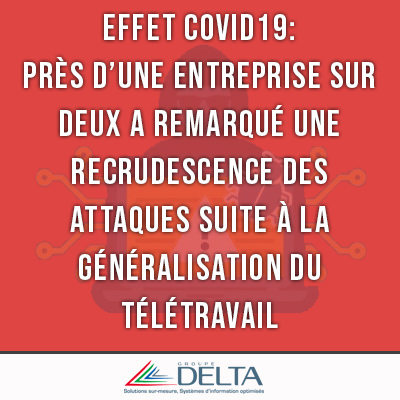 EFFET COVID19:
PRÈS D’UNE ENTREPRISE SUR
DEUX A REMARQUÉ UNE
RECRUDESCENCE DES
ATTAQUES SUITE À LA
GÉNÉRALISATION DU
TÉLÉTRAVAIL
GROUPE
DELTA
Solutions sur-mesure, Systèmes d'information optimisés